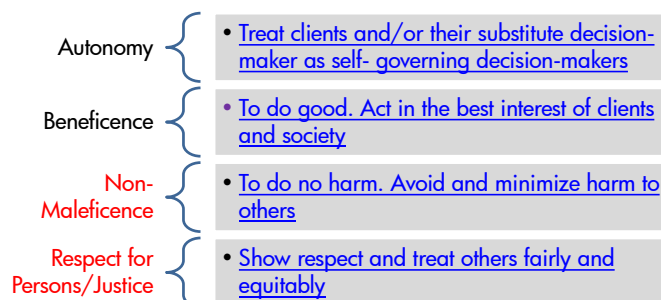 Autonomy
• Treat clients and/or their substitute decision-
maker as self- governing decision-makers
Beneficence
• To do good. Act in the best interest of clients
and society
Non-
Maleficence
• To do no harm. Avoid and minimize harm to
others
Respect for
Persons/Justice
• Show respect and treat others fairly and
equitably